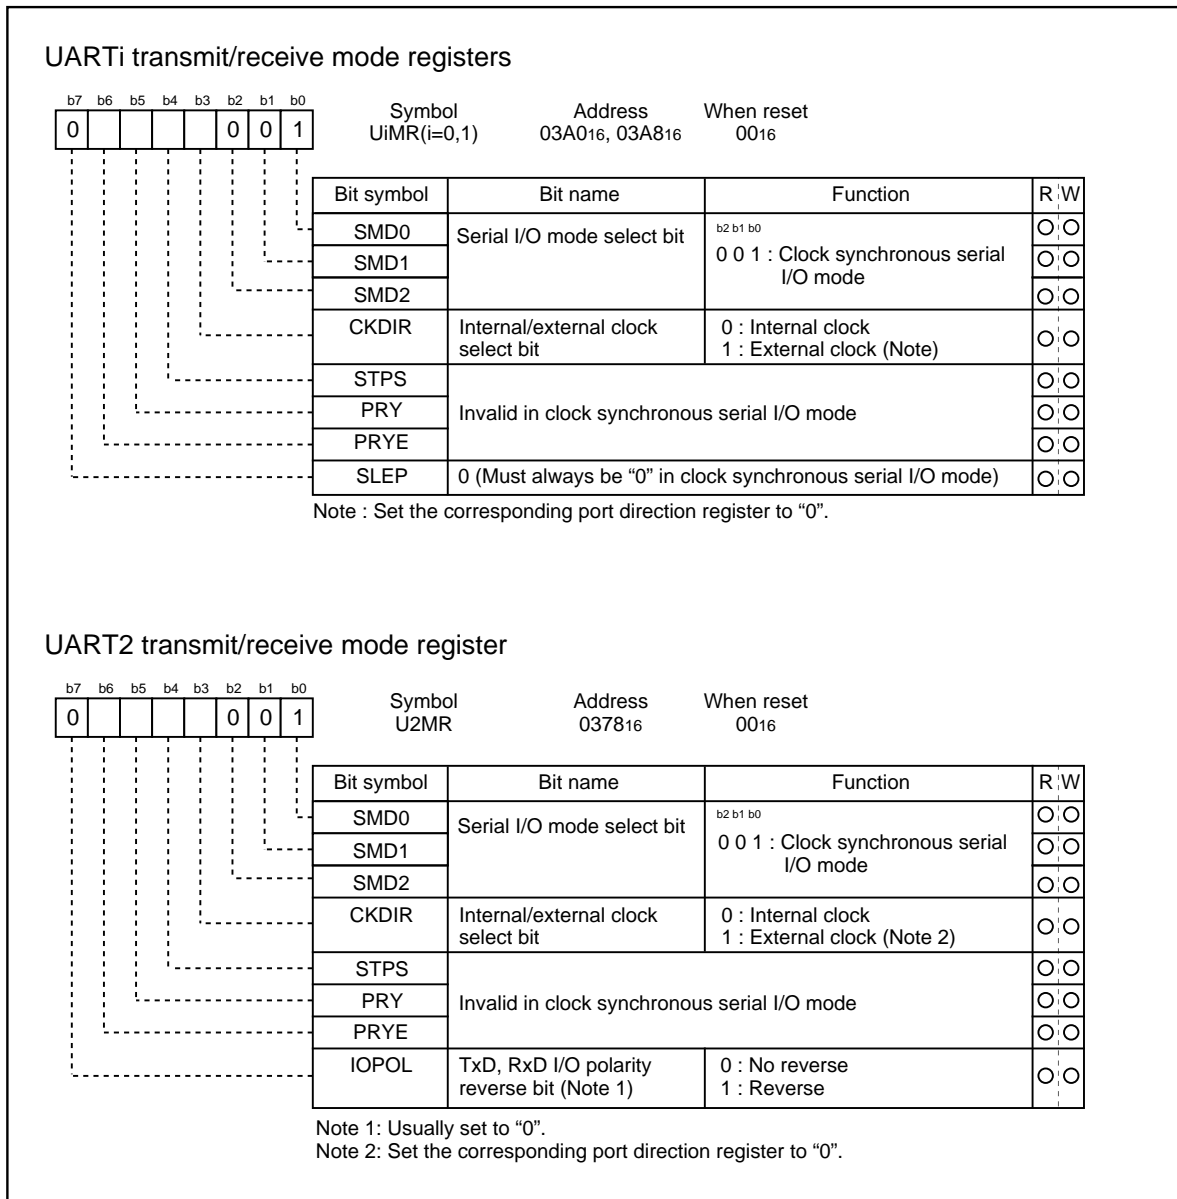 UARTi transmit/receive mode registers
b7 b6 b5 b4 b3 b2 b1 b0
0 0 0 1
Symbol Address When reset
UiMR(i=0,1) 03A016, 03A816 0016
Bit symbol Bit name Function R W
SMD0 Serial I/O mode select bit b2 b1 b0
SMD1 0 0 1 : Clock synchronous serial
I/O mode
SMD2
CKDIR Internal/external clock 0 : Internal clock
select bit 1 : External clock (Note)
STPS
PRY Invalid in clock synchronous serial I/O mode
PRYE
SLEP 0 (Must always be “0” in clock synchronous serial I/O mode)
Note : Set the corresponding port direction register to “0”.
UART2 transmit/receive mode register
b7 b6 b5 b4 b3 b2 b1 b0
0 0 0 1
Symbol Address When reset
U2MR 037816 0016
Bit symbol Bit name Function R W
SMD0 Serial I/O mode select bit b2 b1 b0
SMD1 0 0 1 : Clock synchronous serial
I/O mode
SMD2
CKDIR Internal/external clock 0 : Internal clock
select bit 1 : External clock (Note 2)
STPS
PRY Invalid in clock synchronous serial I/O mode
PRYE
IOPOL TxD, RxD I/O polarity 0 : No reverse
reverse bit (Note 1) 1 : Reverse
Note 1: Usually set to “0”.
Note 2: Set the corresponding port direction register to “0”.